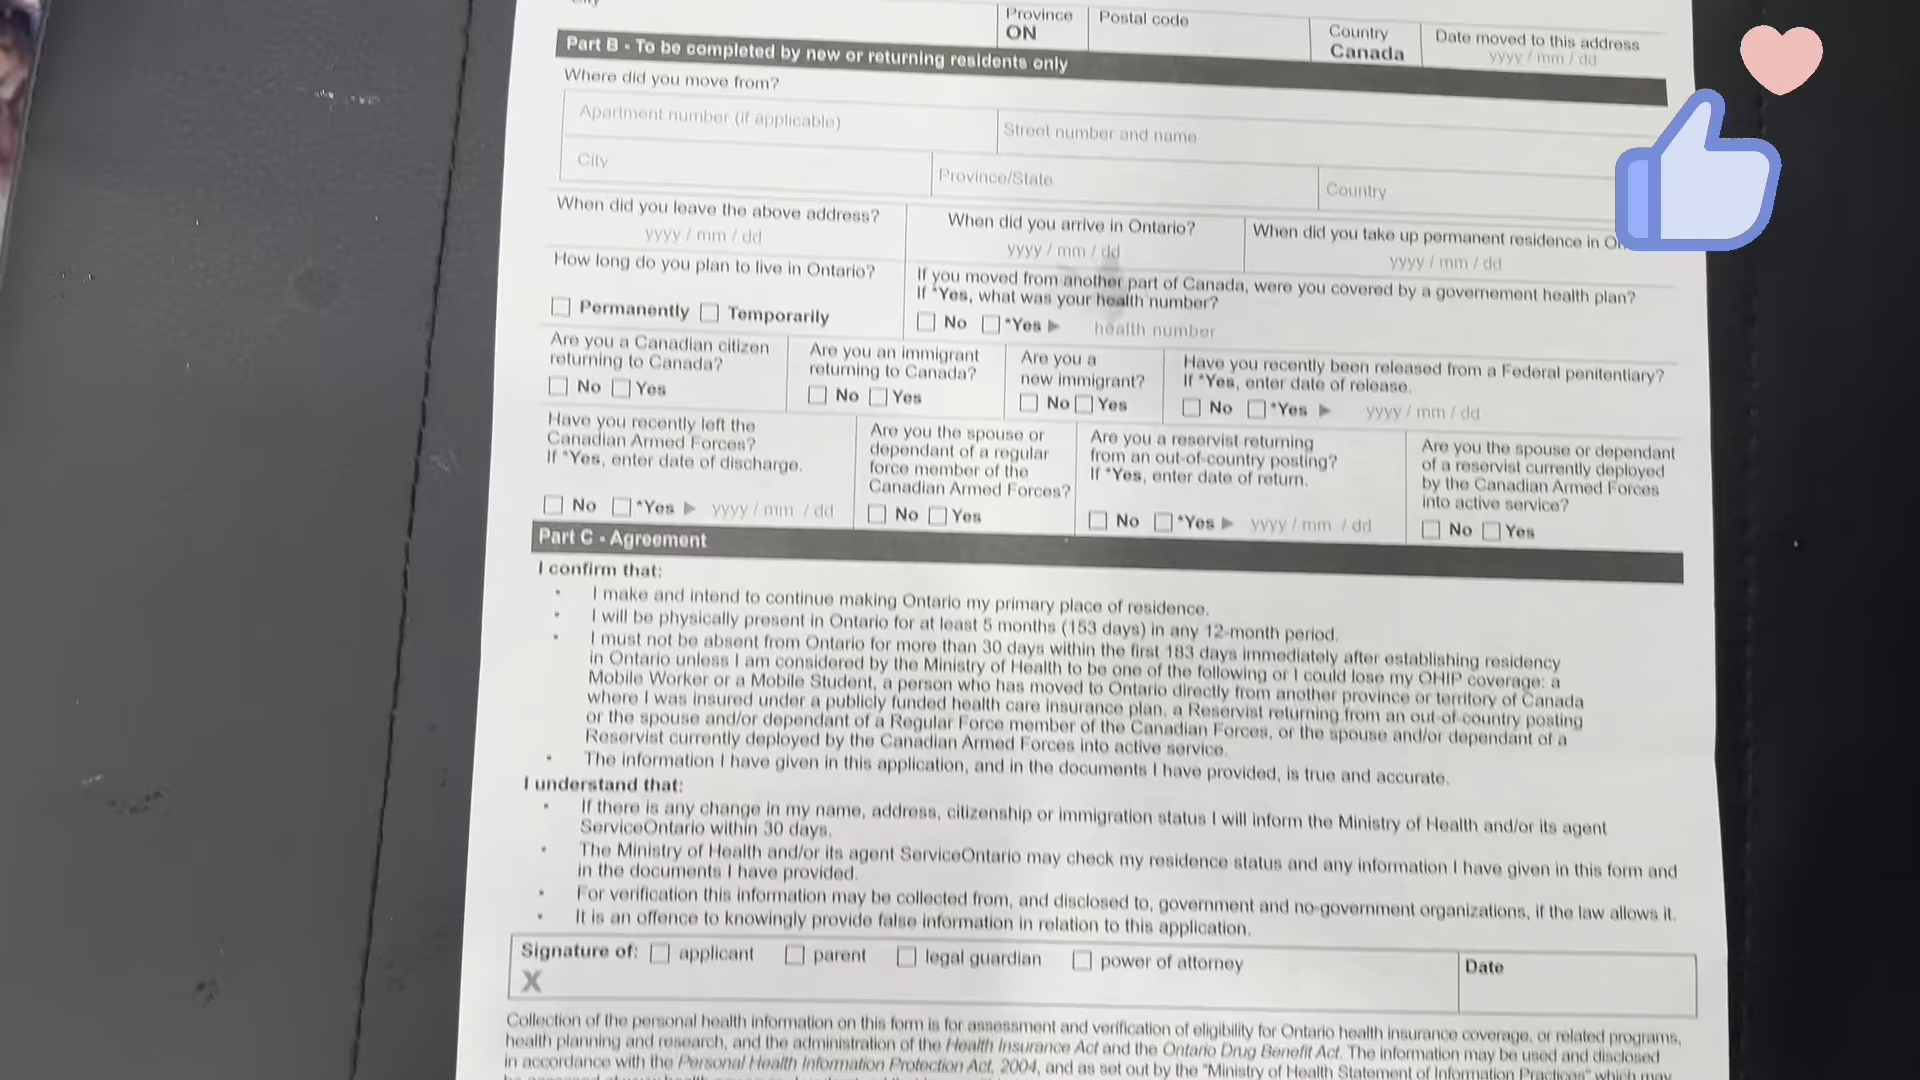 Province
Postal code
Country
Date moved to this address
ON
Canada
yyyy / mm / dd
Part B - To be completed by new or returning residents only
Where did you move from?
Apartment number (if applicable)
Street number and name
City
Province/State
Country
When did you leave the above address?
yyyy / mm / dd
When did you arrive in Ontario?
yyyy / mm / dd
When did you take up permanent residence in
yyyy / mm / dd
How long do you plan to live in Ontario?
Permanently Temporarily
If you moved from another part of Canada, were you covered by a governement health plan?
If *Yes, what was your health number?
No *Yes health number
Are you a Canadian citizen
returning to Canada?
No Yes
Are you an immigrant
returning to Canada?
No Yes
Are you a
new immigrant?
No Yes
Have you recently been released from a Federal penitentiary?
If *Yes, enter date of release.
No *Yes yyyy / mm / dd
Have you recently left the
Canadian Armed Forces?
If *Yes, enter date of discharge.
No *Yes yyyy / mm / dd
Are you the spouse or
dependant of a regular
force member of the
Canadian Armed Forces?
No Yes
Are you a reservist returning
from an out-of-country posting?
If *Yes, enter date of return.
No *Yes yyyy / mm / dd
Are you the spouse or dependant
of a reservist currently deployed
by the Canadian Armed Forces
into active service?
No Yes
Part C - Agreement
I confirm that:
• I make and intend to continue making Ontario my primary place of residence.
• I will be physically present in Ontario for at least 5 months (153 days) in any 12-month period.
• I must not be absent from Ontario for more than 30 days within the first 183 days immediately after establishing residency
in Ontario unless I am considered by the Ministry of Health to be one of the following or I could lose my OHIP coverage: a
Mobile Worker or a Mobile Student, a person who has moved to Ontario directly from another province or territory of Canada
where I was insured under a publicly funded health care insurance plan, a Reservist returning from an out-of-country posting
or the spouse and/or dependant of a Regular Force member of the Canadian Forces, or the spouse and/or dependant of a
Reservist currently deployed by the Canadian Armed Forces into active service.
• The information I have given in this application, and in the documents I have provided, is true and accurate.
I understand that:
• If there is any change in my name, address, citizenship or immigration status I will inform the Ministry of Health and/or its agent
ServiceOntario within 30 days.
• The Ministry of Health and/or its agent ServiceOntario may check my residence status and any information I have given in this form and
in the documents I have provided.
• For verification this information may be collected from, and disclosed to, government and no-government organizations, if the law allows it.
• It is an offence to knowingly provide false information in relation to this application.
Signature of: applicant parent legal guardian power of attorney
Date
X
Collection of the personal health information on this form is for assessment and verification of eligibility for Ontario health insurance coverage, or related programs,
health planning and research, and the administration of the Health Insurance Act and the Ontario Drug Benefit Act. The information may be used and disclosed
in accordance with the Personal Health Information Protection Act, 2004, and as set out by the "Ministry of Health Statement of Information Practices" which may